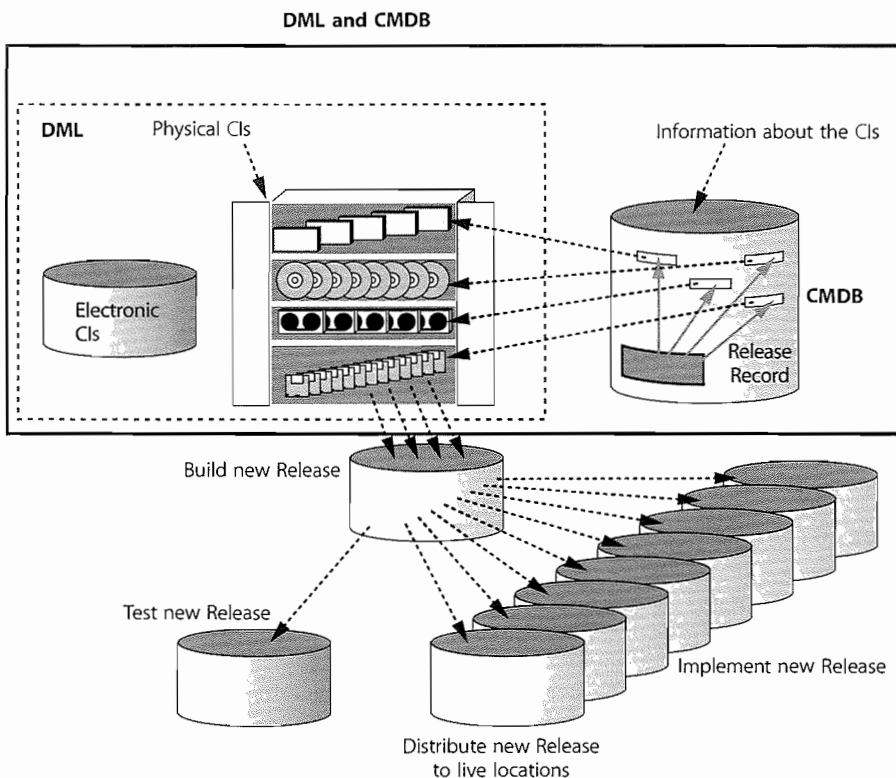 DML and CMDB
DML
Physical CIs
Information about the CIs
Electronic
CIs
CMDB
Release
Record
Build new Release
Test new Release
Implement new Release
Distribute new Release
to live locations